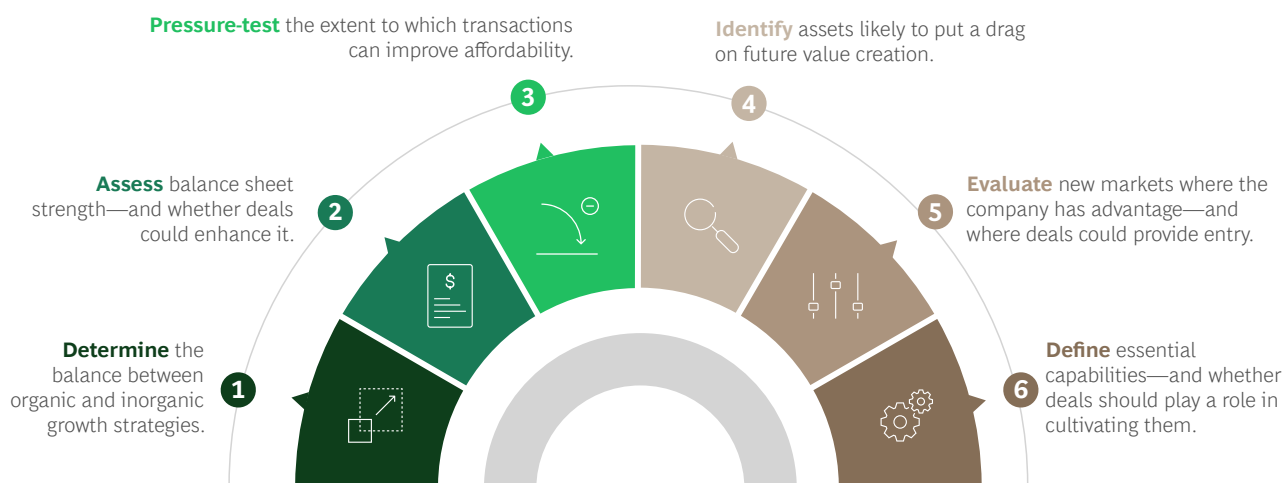 1
Determine the
balance between
organic and inorganic
growth strategies.
2
Assess balance sheet
strength—and whether deals
could enhance it.
3
Pressure-test the extent to which transactions
can improve affordability.
4
Identify assets likely to put a drag
on future value creation.
5
Evaluate new markets where the
company has advantage—and
where deals could provide entry.
6
Define essential
capabilities—and whether
deals should play a role in
cultivating them.
$